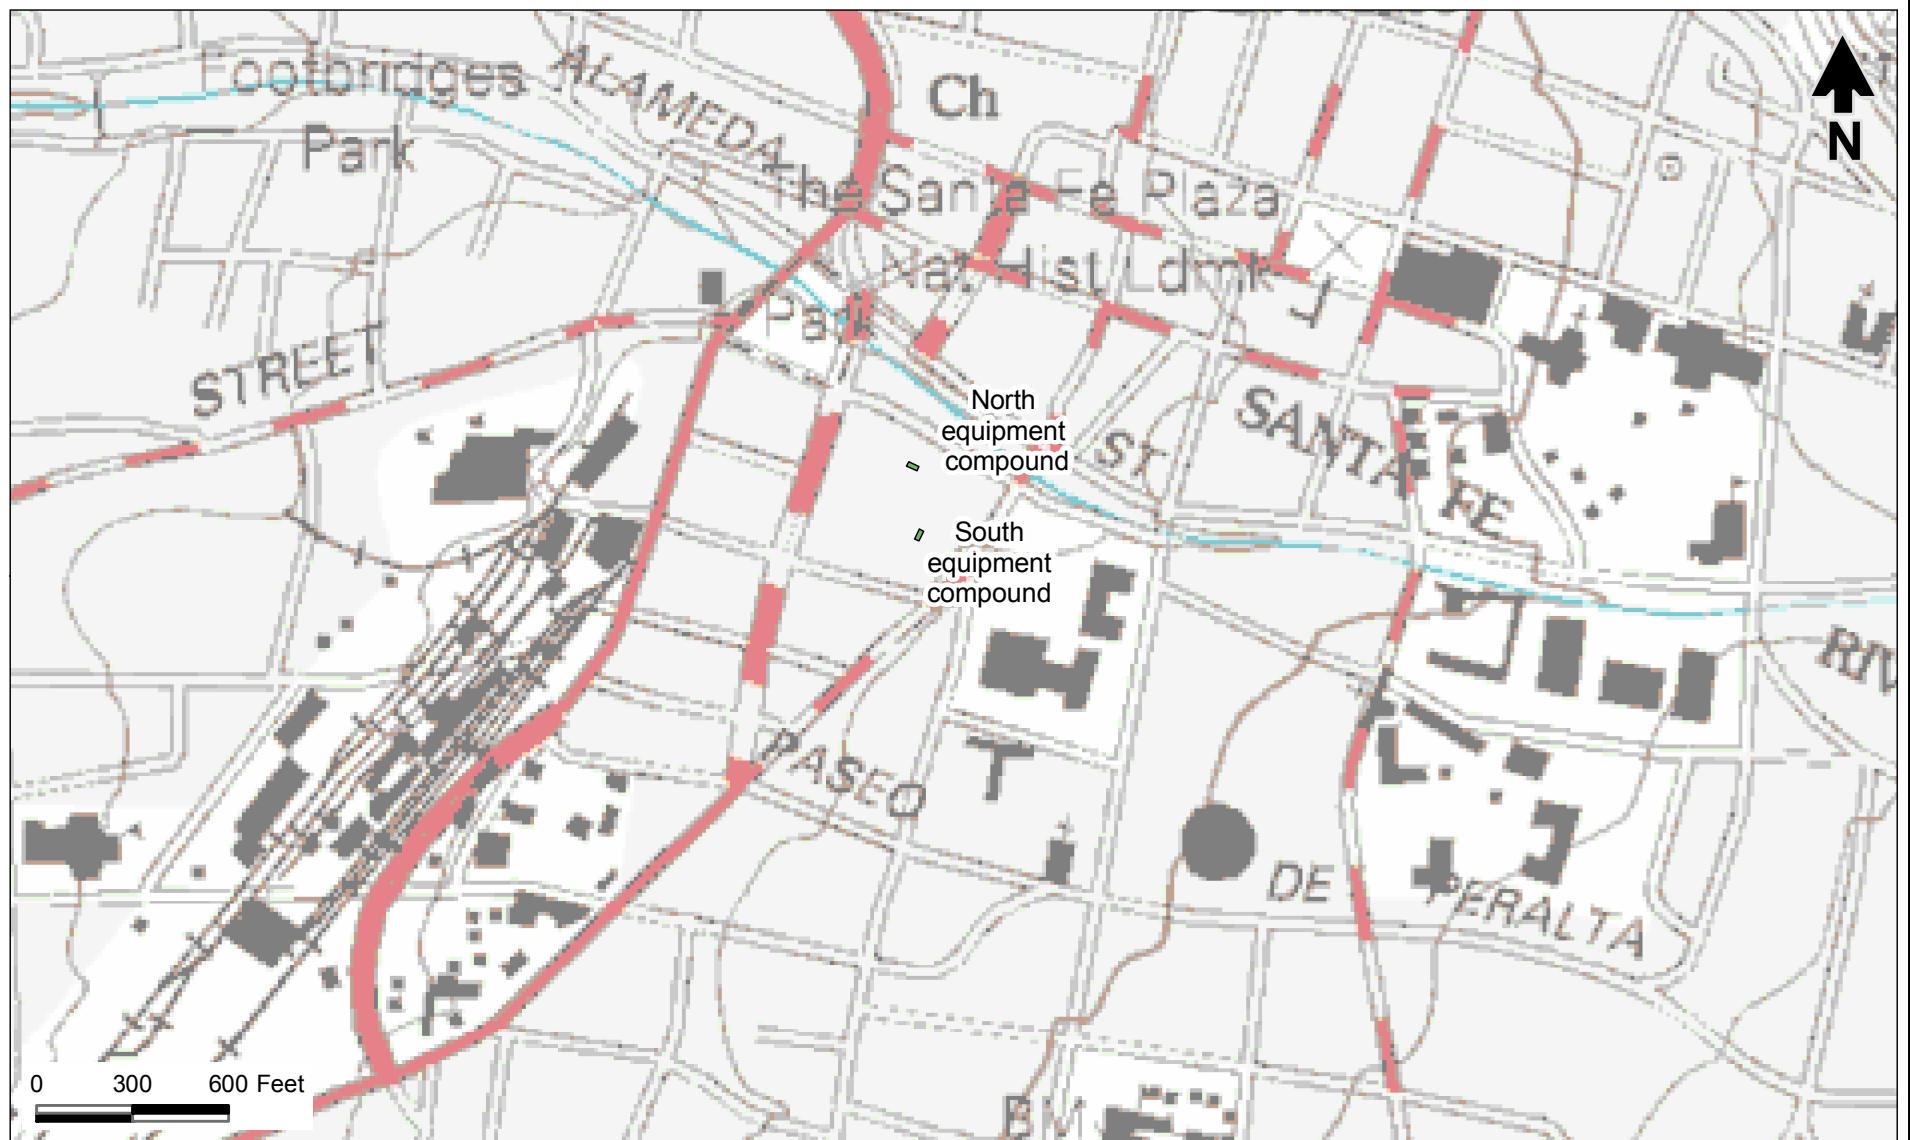 Footbridges
Park
ALAMEDA
Ch
N
The Santa Fe Plaza
Nat Hist Ldmk
Park
STREET
North
equipment
compound
ST
SANTA
FE
South
equipment
compound
RIV
PASEO
DE
PERALTA
0 300 600 Feet
BM